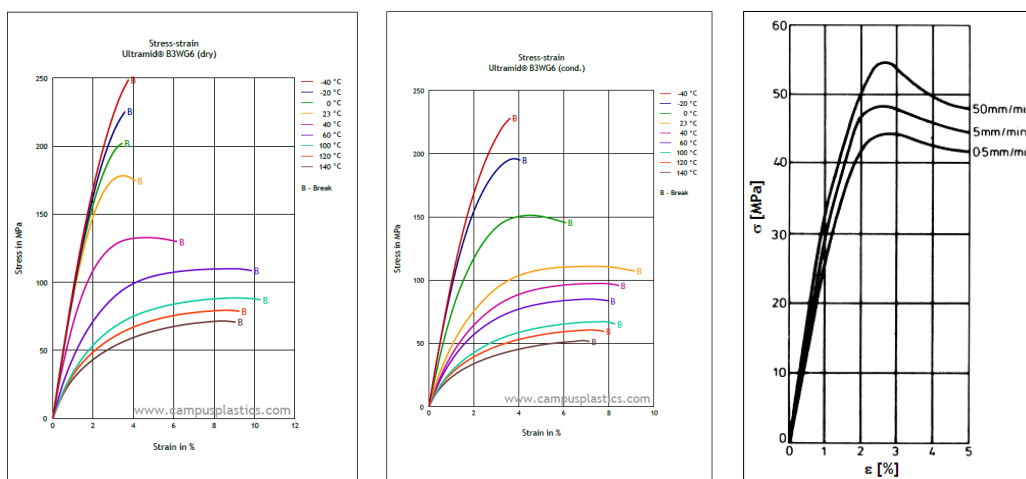 Stress-strain
Ultramid® B3WG6 (dry)
250
200
150
100
50
0
Stress in MPa
0 2 4 6 8 10 12
Strain in %
B
B
B
B
B
B
B
B
B
-40 °C
-20 °C
0 °C
23 °C
40 °C
60 °C
100 °C
120 °C
140 °C
B - Break
www.campusplastics.com
Stress-strain
Ultramid® B3WG6 (cond.)
250
200
150
100
50
0
Stress in MPa
0 2 4 6 8 10
Strain in %
B
B
B
B
B
B
B
B
B
-40 °C
-20 °C
0 °C
23 °C
40 °C
60 °C
100 °C
120 °C
140 °C
B - Break
www.campusplastics.com
60
50
40
30
20
10
0
σ [MPa]
50mm/min
5mm/min
05mm/mi
0 1 2 3 4 5
ε [%]